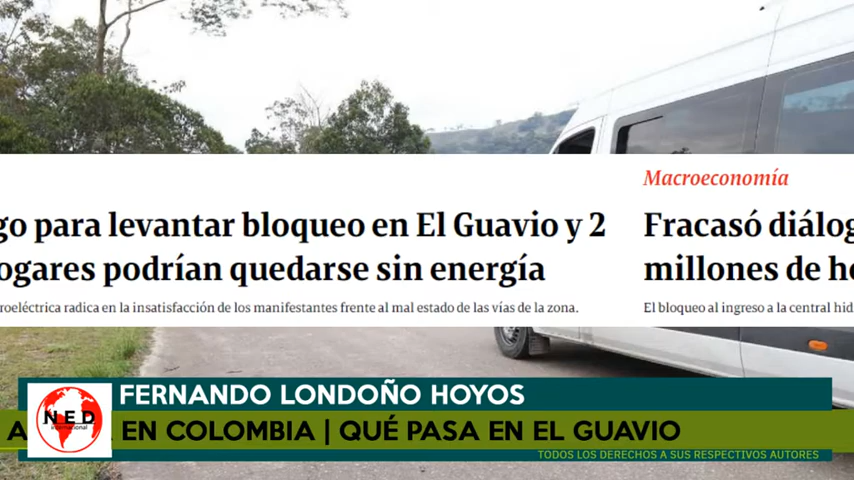 Macroeconomía
go para levantar bloqueo en El Guavio y 2
ogares podrían quedarse sin energía
roeléctrica radica en la insatisfacción de los manifestantes frente al mal estado de las vías de la zona.
Fracasó diálog
millones de h
El bloqueo al ingreso a la central hid
FERNANDO LONDOÑO HOYOS
NED
international
EN COLOMBIA | QUÉ PASA EN EL GUAVIO
TODOS LOS DERECHOS A SUS RESPECTIVOS AUTORES